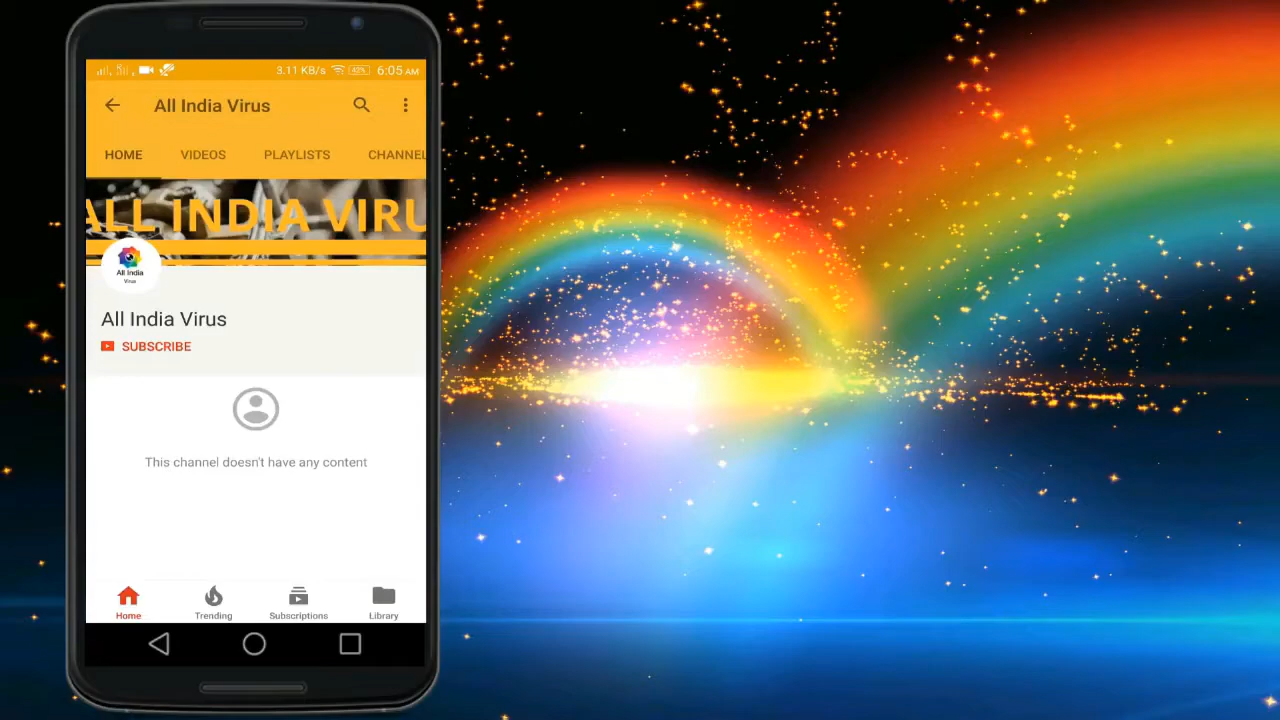 3.11 KB/s 45% 6:05 AM
All India Virus
HOME VIDEOS PLAYLISTS CHANNEL
ALL INDIA VIRU
All India
Virus
All India Virus
SUBSCRIBE
This channel doesn't have any content
Home Trending Subscriptions Library